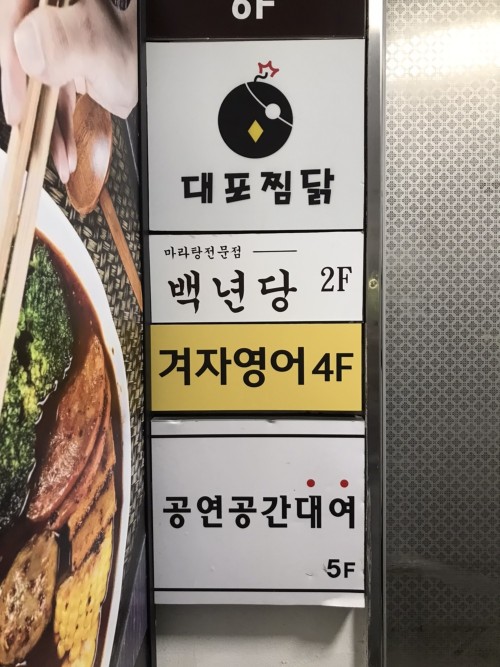 대포찜닭
마라탕전문점
백년당 2F
겨자영어 4F
공연공간대여
5F